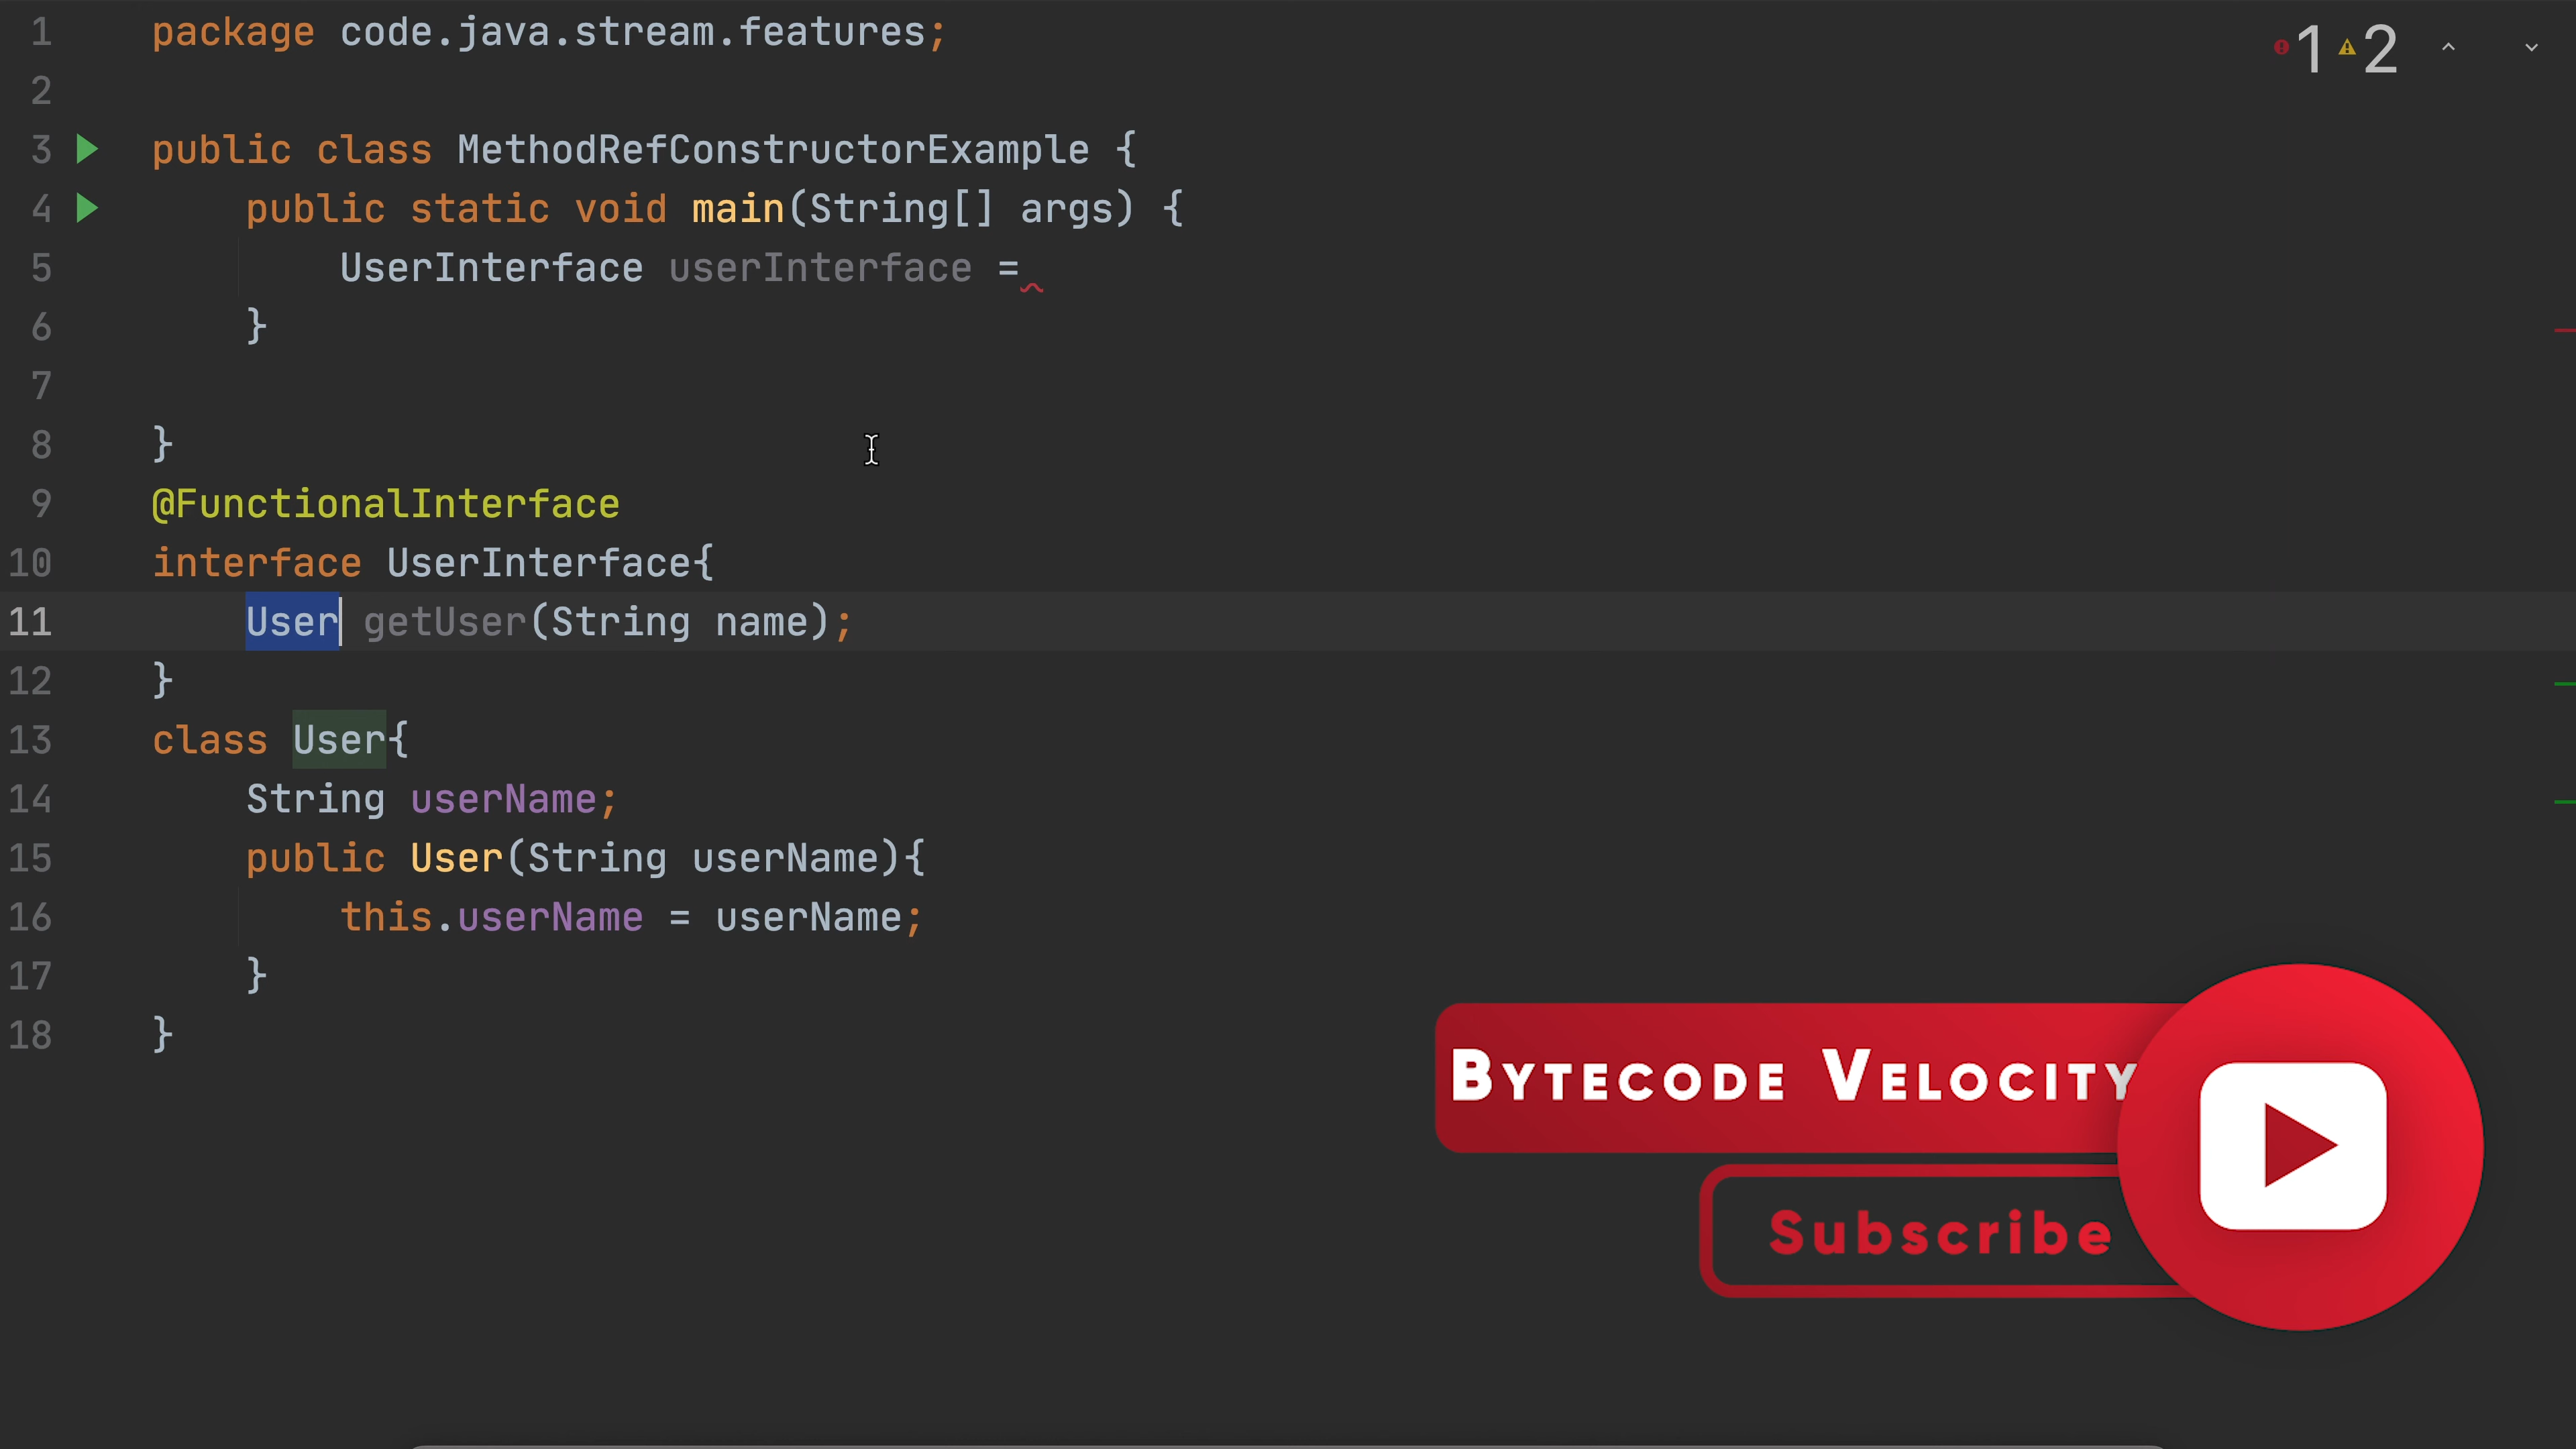 1 package code.java.stream.features;
2
3 public class MethodRefConstructorExample {
4 public static void main(String[] args) {
5 UserInterface userInterface =
6 }
7
8 }
9 @FunctionalInterface
10 interface UserInterface{
11 User getUser(String name);
12 }
13 class User{
14 String userName;
15 public User(String userName){
16 this.userName = userName;
17 }
18 }
1 2
Bytecode Velocity
Subscribe